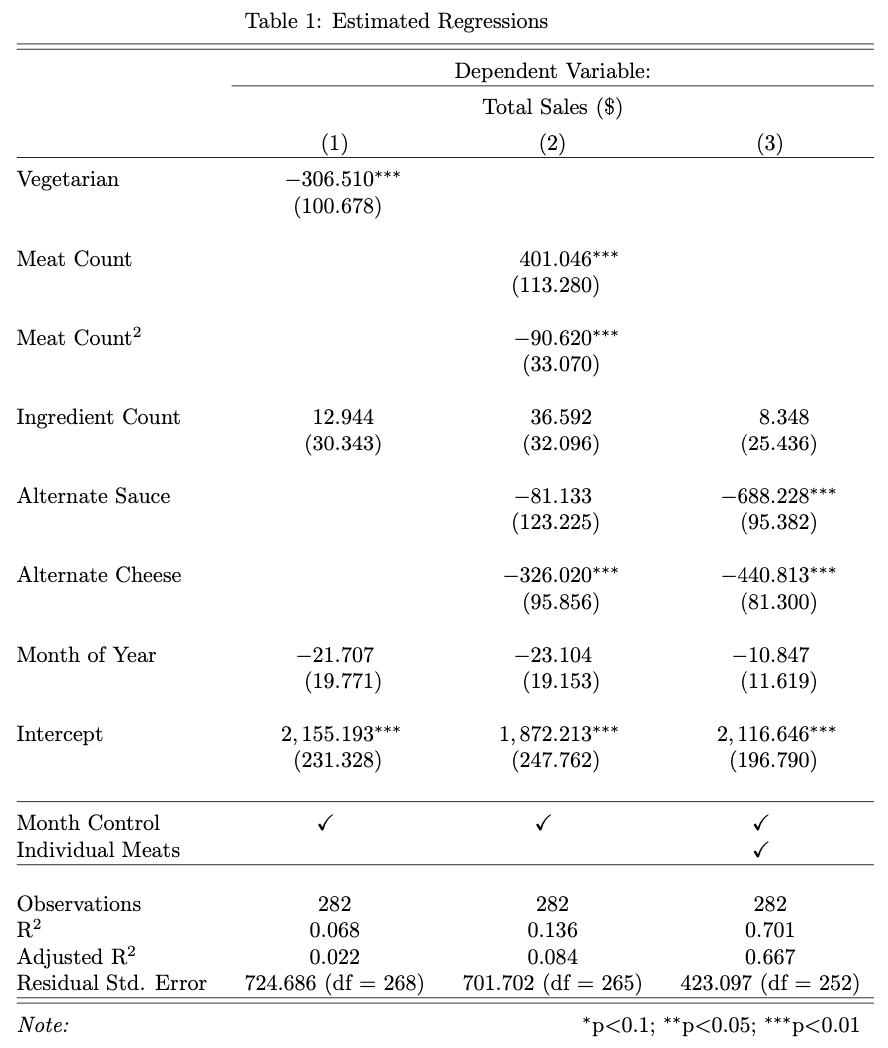 Table 1: Estimated Regressions
Dependent Variable:
Total Sales ($)
(1) (2) (3)
Vegetarian −306.510***
(100.678)
Meat Count 401.046***
(113.280)
Meat Count² −90.620***
(33.070)
Ingredient Count 12.944 36.592 8.348
(30.343) (32.096) (25.436)
Alternate Sauce −81.133 −688.228***
(123.225) (95.382)
Alternate Cheese −326.020*** −440.813***
(95.856) (81.300)
Month of Year −21.707 −23.104 −10.847
(19.771) (19.153) (11.619)
Intercept 2,155.193*** 1,872.213*** 2,116.646***
(231.328) (247.762) (196.790)
Month Control ✓ ✓ ✓
Individual Meats ✓
Observations 282 282 282
R² 0.068 0.136 0.701
Adjusted R² 0.022 0.084 0.667
Residual Std. Error 724.686 (df = 268) 701.702 (df = 265) 423.097 (df = 252)
Note: *p<0.1; **p<0.05; ***p<0.01